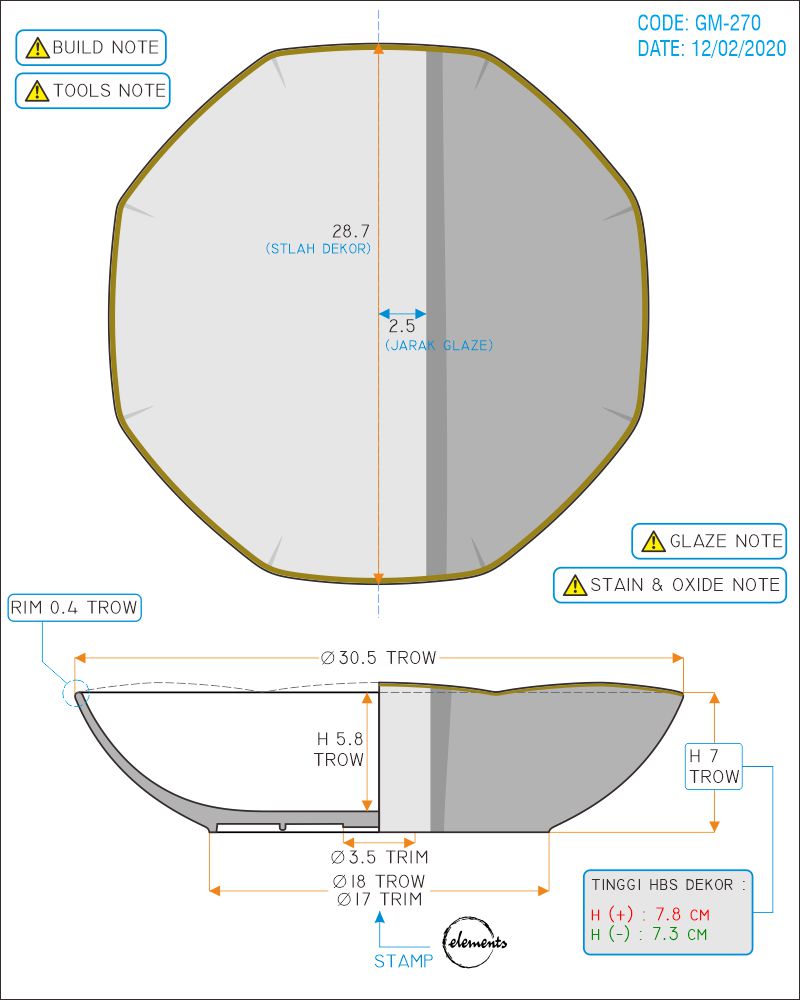 CODE: GM-270
DATE: 12/02/2020
BUILD NOTE
TOOLS NOTE
28.7
(STLAH DEKOR)
2.5
(JARAK GLAZE)
GLAZE NOTE
STAIN & OXIDE NOTE
RIM 0.4 TROW
∅30.5 TROW
H 5.8
TROW
H 7
TROW
∅3.5 TRIM
∅18 TROW
∅17 TRIM
TINGGI HBS DEKOR :
H (+) : 7.8 CM
H (-) : 7.3 CM
elements
STAMP